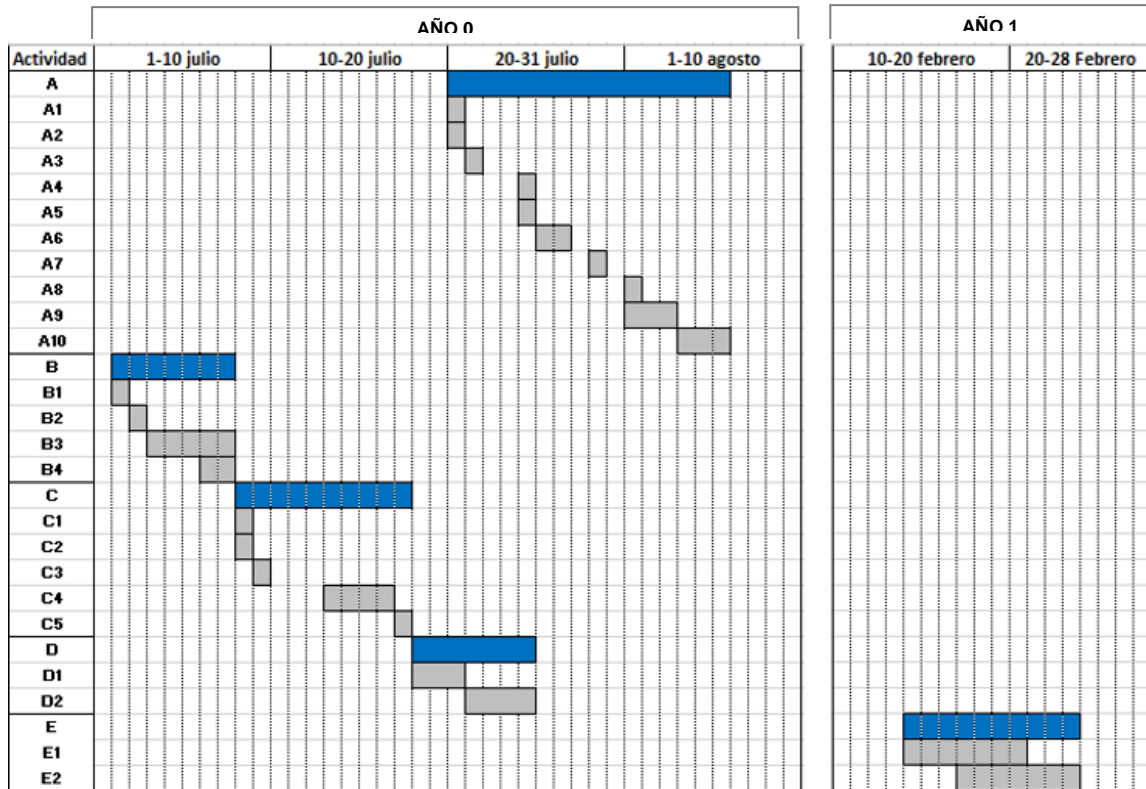 AÑO 0
AÑO 1
Actividad 1-10 julio 10-20 julio 20-31 julio 1-10 agosto 10-20 febrero 20-28 Febrero
A
A1
A2
A3
A4
A5
A6
A7
A8
A9
A10
B
B1
B2
B3
B4
C
C1
C2
C3
C4
C5
D
D1
D2
E
E1
E2